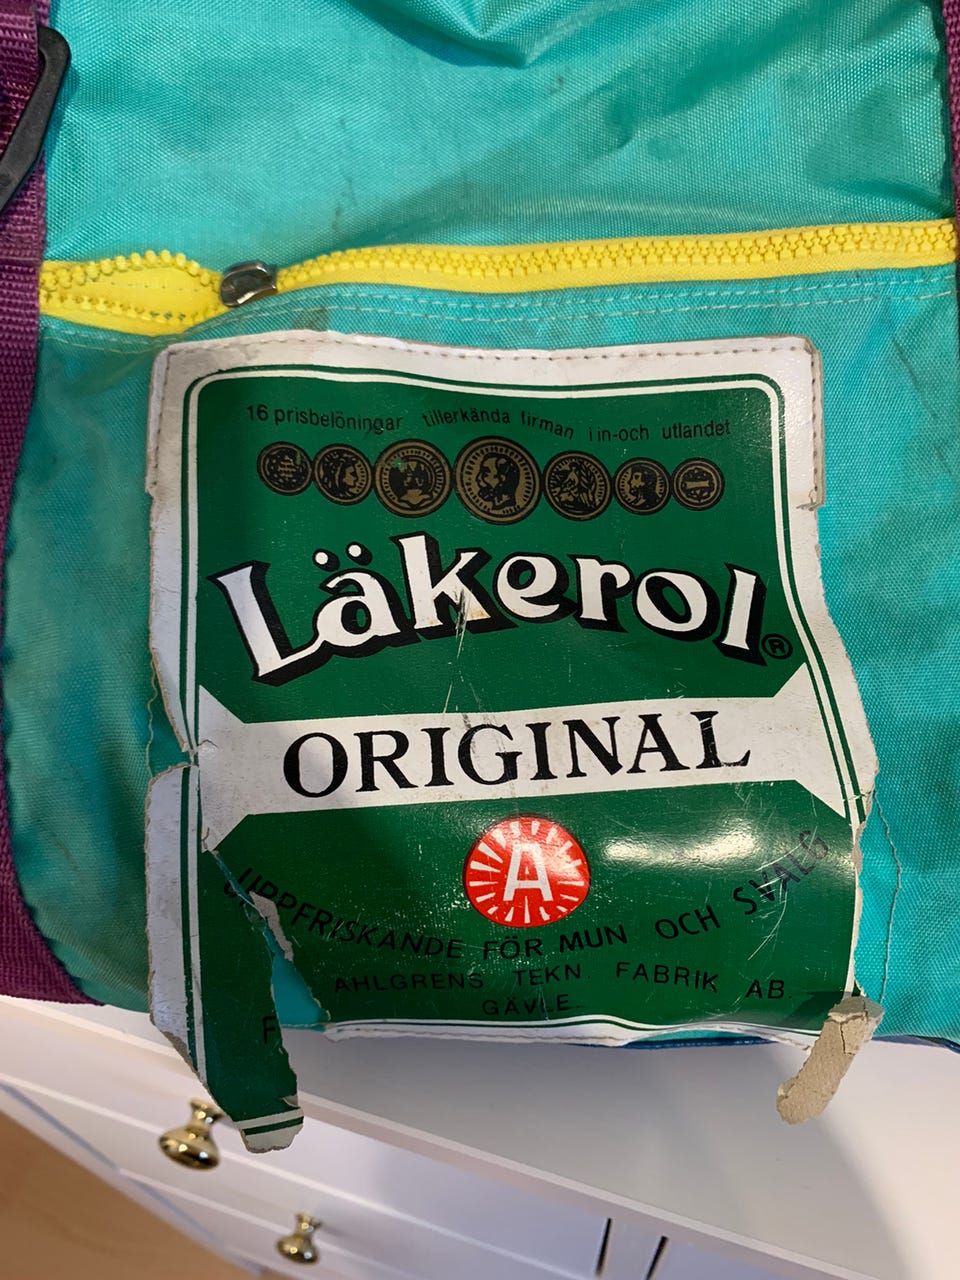 16 prisbelöningar tillerkända firman i in-och utlandet
Läkerol®
ORIGINAL
A
UPPFRISKANDE FÖR MUN OCH SVALG
F AHLGRENS TEKN. FABRIK AB.
GÄVLE.